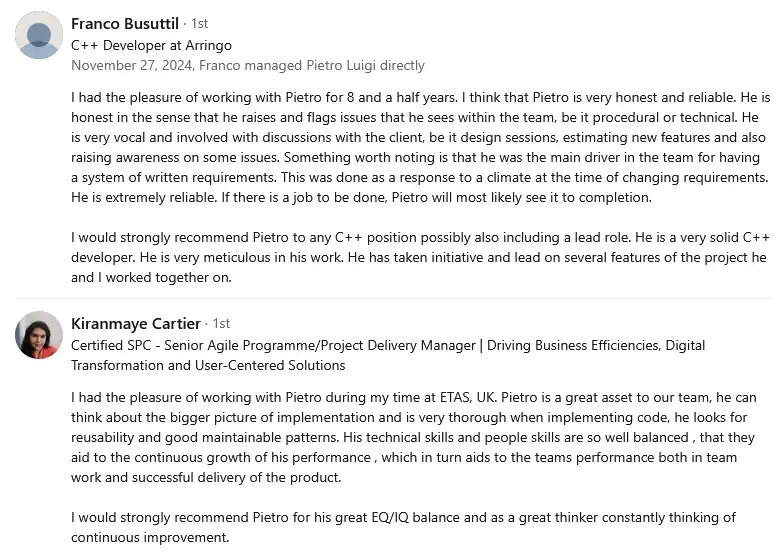 Franco Busuttil · 1st
C++ Developer at Arringo
November 27, 2024, Franco managed Pietro Luigi directly
I had the pleasure of working with Pietro for 8 and a half years. I think that Pietro is very honest and reliable. He is
honest in the sense that he raises and flags issues that he sees within the team, be it procedural or technical. He
is very vocal and involved with discussions with the client, be it design sessions, estimating new features and also
raising awareness on some issues. Something worth noting is that he was the main driver in the team for having
a system of written requirements. This was done as a response to a climate at the time of changing requirements.
He is extremely reliable. If there is a job to be done, Pietro will most likely see it to completion.
I would strongly recommend Pietro to any C++ position possibly also including a lead role. He is a very solid C++
developer. He is very meticulous in his work. He has taken initiative and lead on several features of the project he
and I worked together on.
Kiranmaye Cartier · 1st
Certified SPC - Senior Agile Programme/Project Delivery Manager | Driving Business Efficiencies, Digital
Transformation and User-Centered Solutions
I had the pleasure of working with Pietro during my time at ETAS, UK. Pietro is a great asset to our team, he can
think about the bigger picture of implementation and is very thorough when implementing code, he looks for
reusability and good maintainable patterns. His technical skills and people skills are so well balanced , that they
aid to the continuous growth of his performance , which in turn aids to the teams performance both in team
work and successful delivery of the product.
I would strongly recommend Pietro for his great EQ/IQ balance and as a great thinker constantly thinking of
continuous improvement.